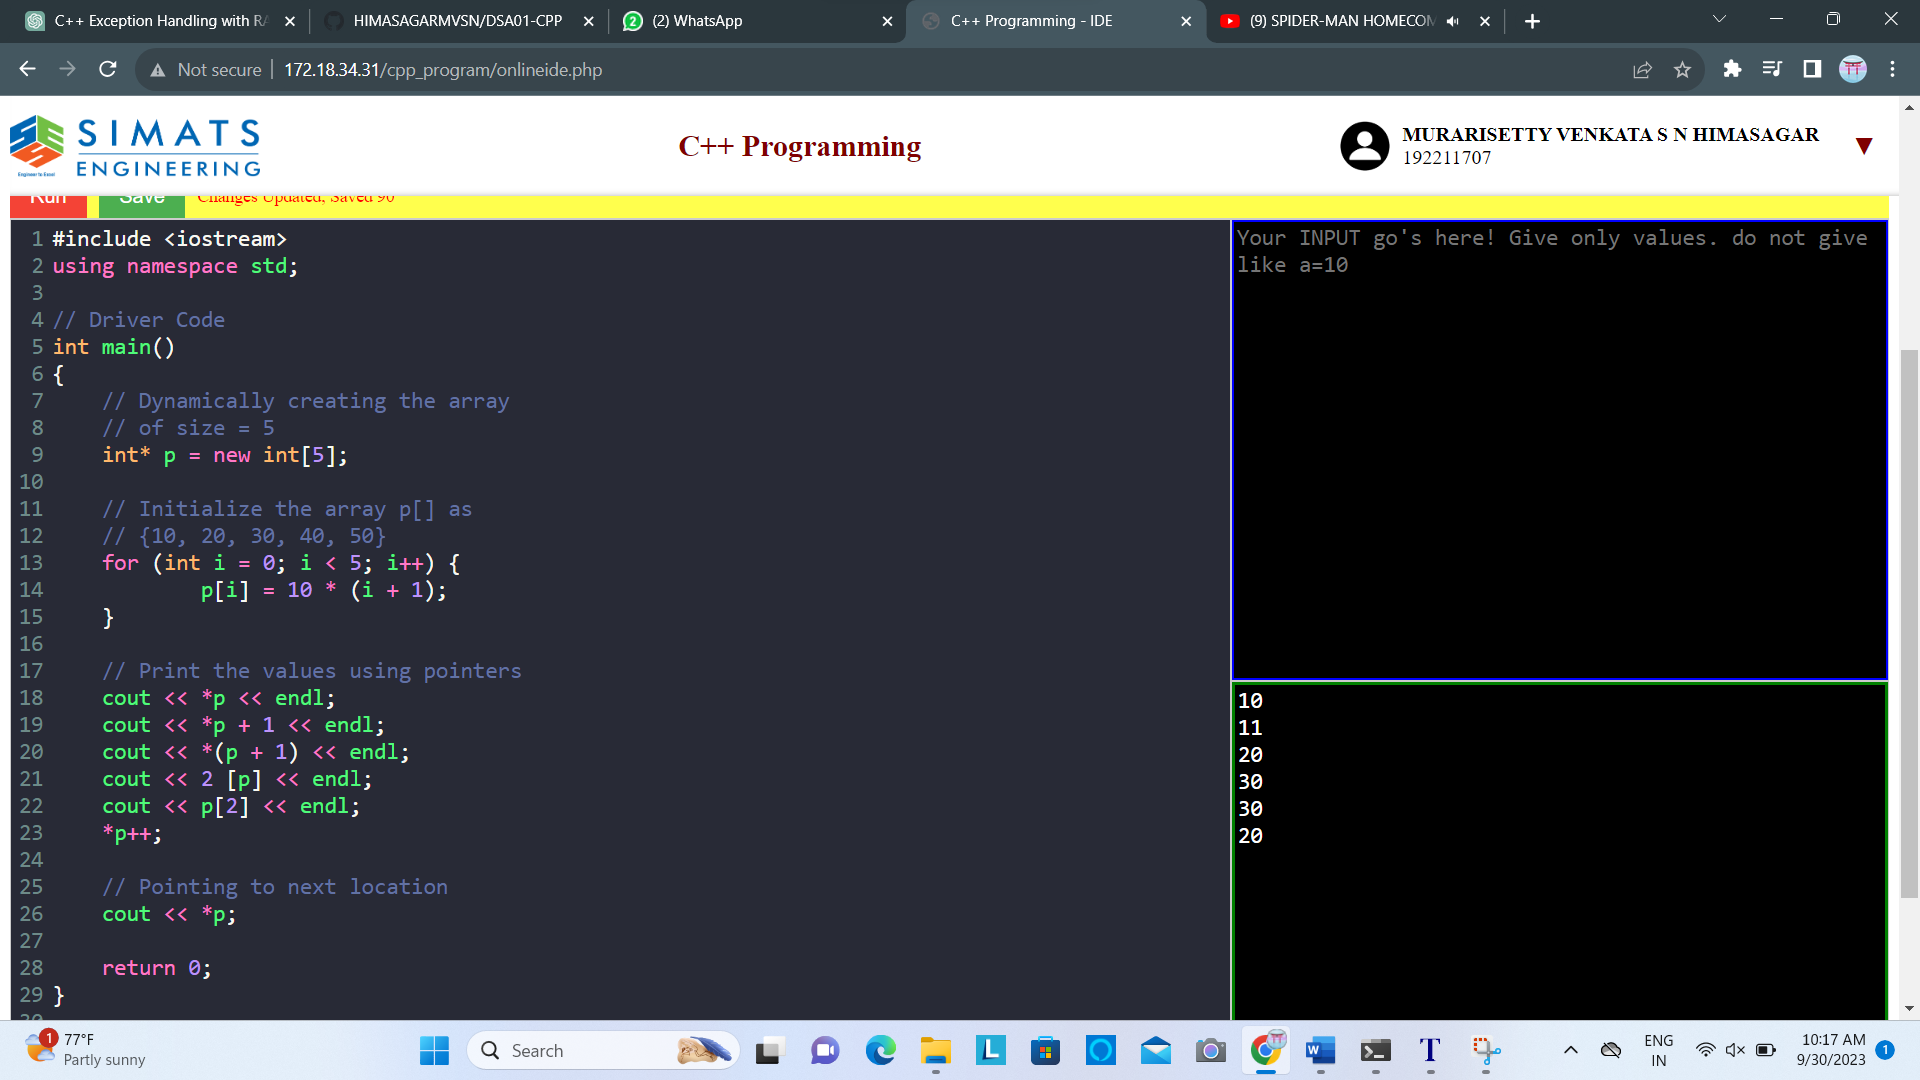 C++ Exception Handling with RA
HIMASAGARMVSN/DSA01-CPP
(2) WhatsApp
C++ Programming - IDE
(9) SPIDER-MAN HOMECOM
Not secure
172.18.34.31/cpp_program/onlineide.php
SIMATS
ENGINEERING
Engineer to Excel
C++ Programming
MURARISETTY VENKATA S N HIMASAGAR
192211707
Run
Save
Changes Updated, Saved 90
1 #include <iostream>
2 using namespace std;
3
4 // Driver Code
5 int main()
6 {
7     // Dynamically creating the array
8     // of size = 5
9     int* p = new int[5];
10
11     // Initialize the array p[] as
12     // {10, 20, 30, 40, 50}
13     for (int i = 0; i < 5; i++) {
14             p[i] = 10 * (i + 1);
15     }
16
17     // Print the values using pointers
18     cout << *p << endl;
19     cout << *p + 1 << endl;
20     cout << *(p + 1) << endl;
21     cout << 2 [p] << endl;
22     cout << p[2] << endl;
23     *p++;
24
25     // Pointing to next location
26     cout << *p;
27
28     return 0;
29 }
30
Your INPUT go's here! Give only values. do not give
like a=10
10
11
20
30
30
20
1
77°F
Partly sunny
Search
ENG
IN
10:17 AM
9/30/2023
1